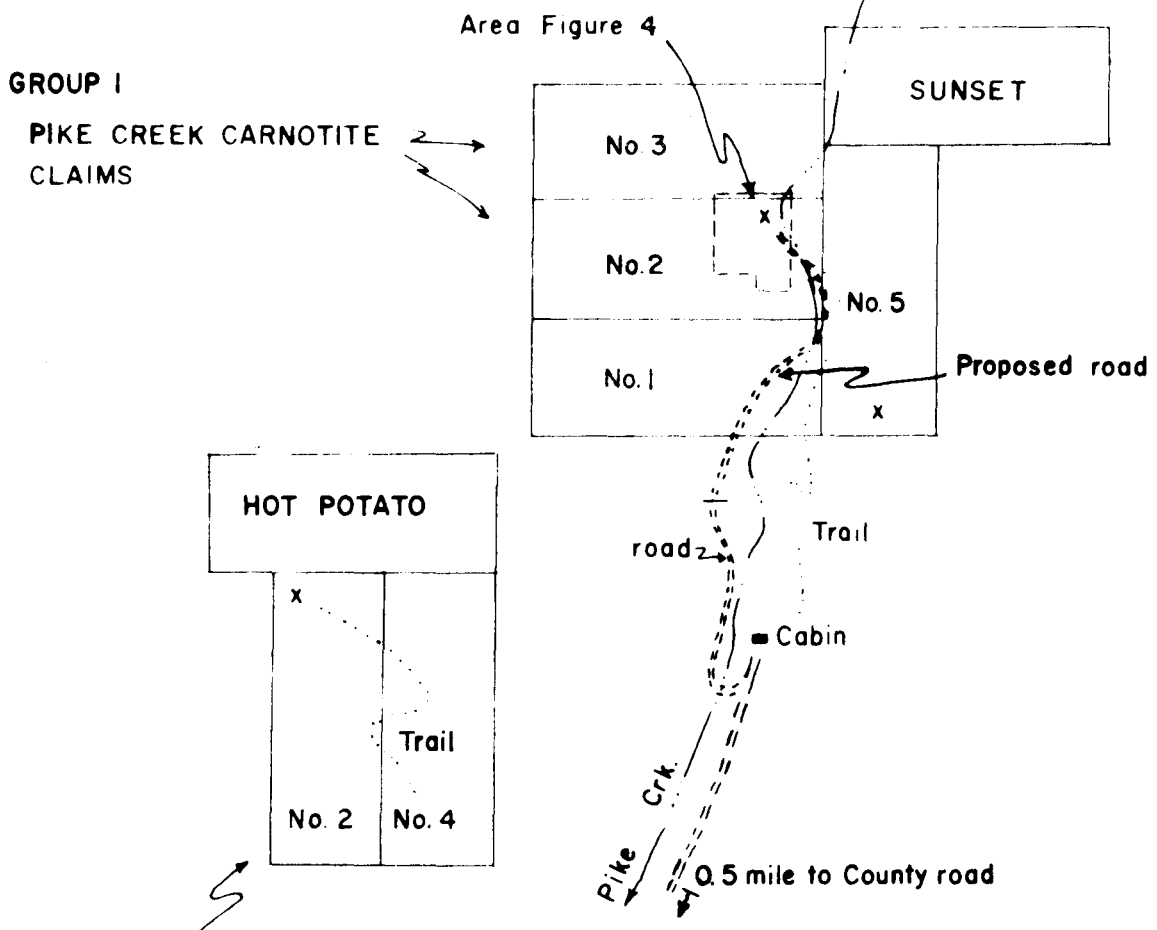 Area Figure 4
GROUP I
PIKE CREEK CARNOTITE
CLAIMS
SUNSET
No. 3
x
No. 2
No. 5
No. 1
Proposed road
x
HOT POTATO
road
Trail
x
Cabin
Trail
No. 2
No. 4
Pike Crk.
0.5 mile to County road